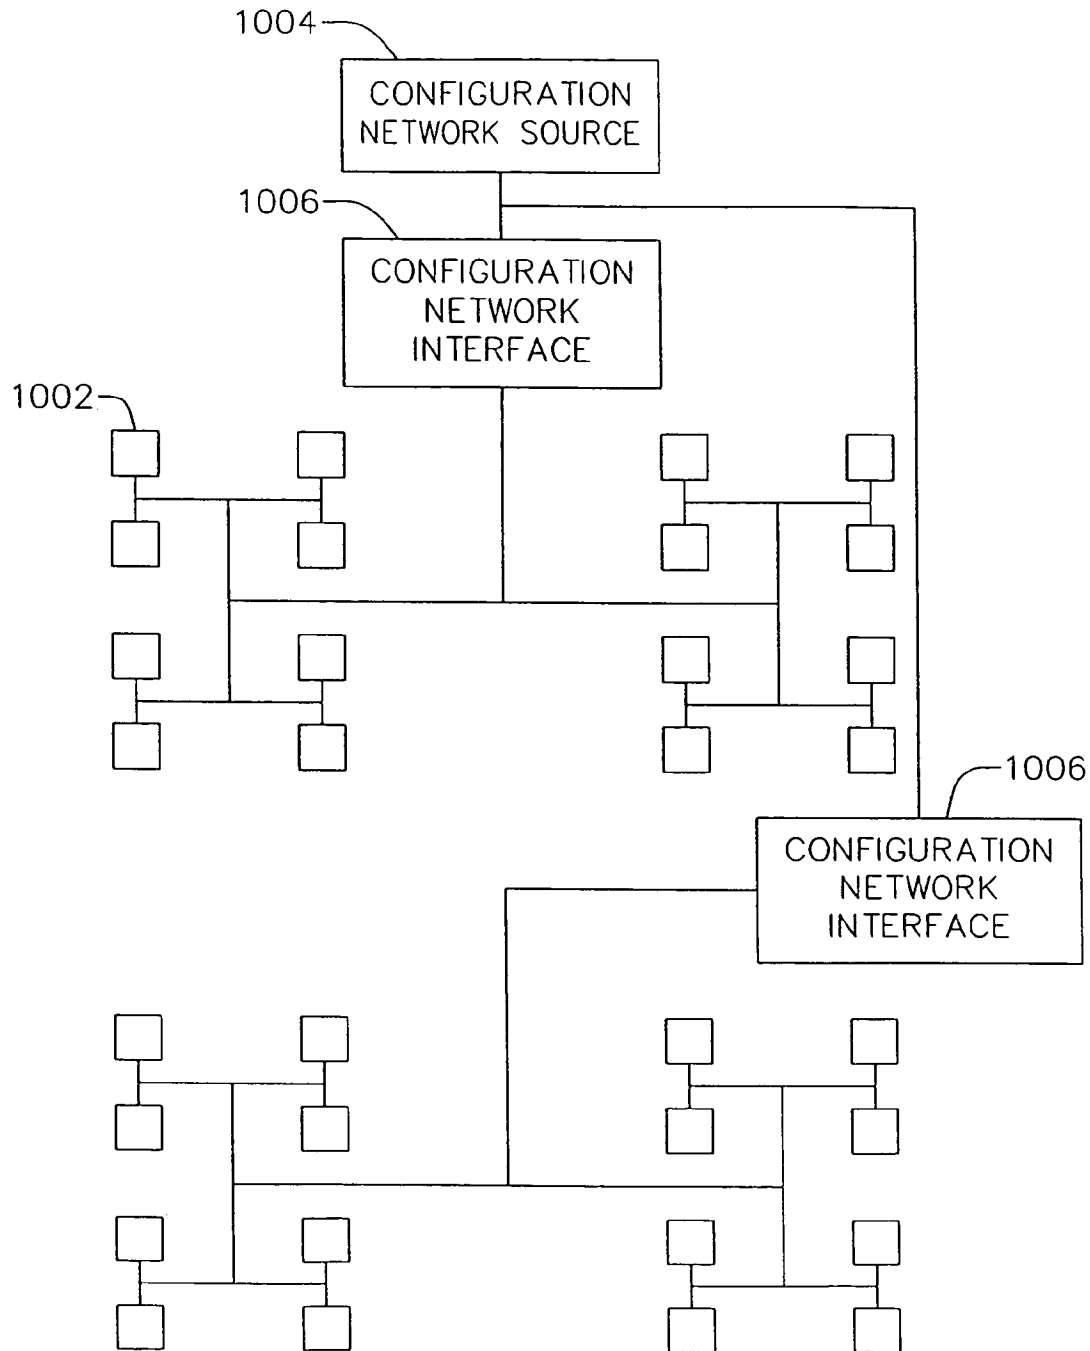 1004
CONFIGURATION
NETWORK SOURCE
1006
CONFIGURATION
NETWORK
INTERFACE
1002
1006
CONFIGURATION
NETWORK
INTERFACE